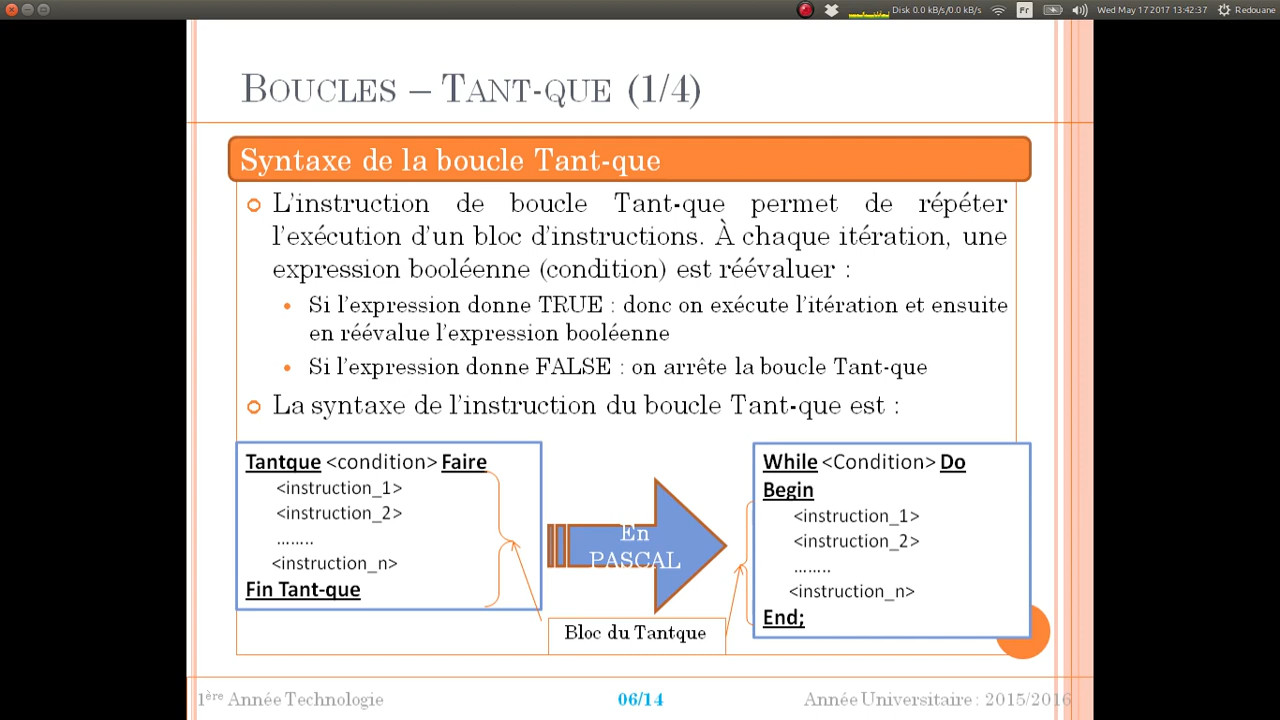 Disk 0.0 kB/s/0.0 kB/s Fr Wed May 17 2017 13:42:37 Redouane
BOUCLES – TANT-QUE (1/4)
Syntaxe de la boucle Tant-que
L'instruction de boucle Tant-que permet de répéter
l'exécution d'un bloc d'instructions. À chaque itération, une
expression booléenne (condition) est réévaluer :
Si l'expression donne TRUE : donc on exécute l'itération et ensuite
en réévalue l'expression booléenne
Si l'expression donne FALSE : on arrête la boucle Tant-que
La syntaxe de l'instruction du boucle Tant-que est :
Tantque <condition> Faire
<instruction_1>
<instruction_2>
........
<instruction_n>
Fin Tant-que
En
PASCAL
While <Condition> Do
Begin
<instruction_1>
<instruction_2>
........
<instruction_n>
End;
Bloc du Tantque
1ère Année Technologie
06/14
Année Universitaire : 2015/2016